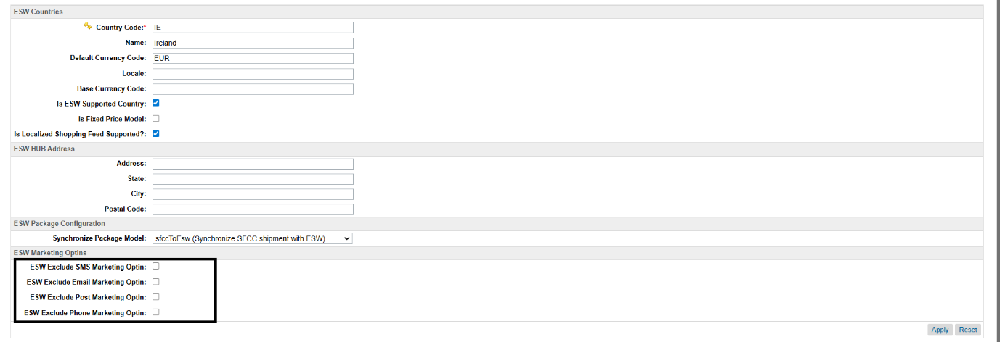 ESW Countries
Country Code:* IE
Name: Ireland
Default Currency Code: EUR
Locale:
Base Currency Code:
Is ESW Supported Country:
Is Fixed Price Model:
Is Localized Shopping Feed Supported?:
ESW HUB Address
Address:
State:
City:
Postal Code:
ESW Package Configuration
Synchronize Package Model: sfccToEsw (Synchronize SFCC shipment with ESW)
ESW Marketing Optins
ESW Exclude SMS Marketing Optin:
ESW Exclude Email Marketing Optin:
ESW Exclude Post Marketing Optin:
ESW Exclude Phone Marketing Optin:
Apply Reset